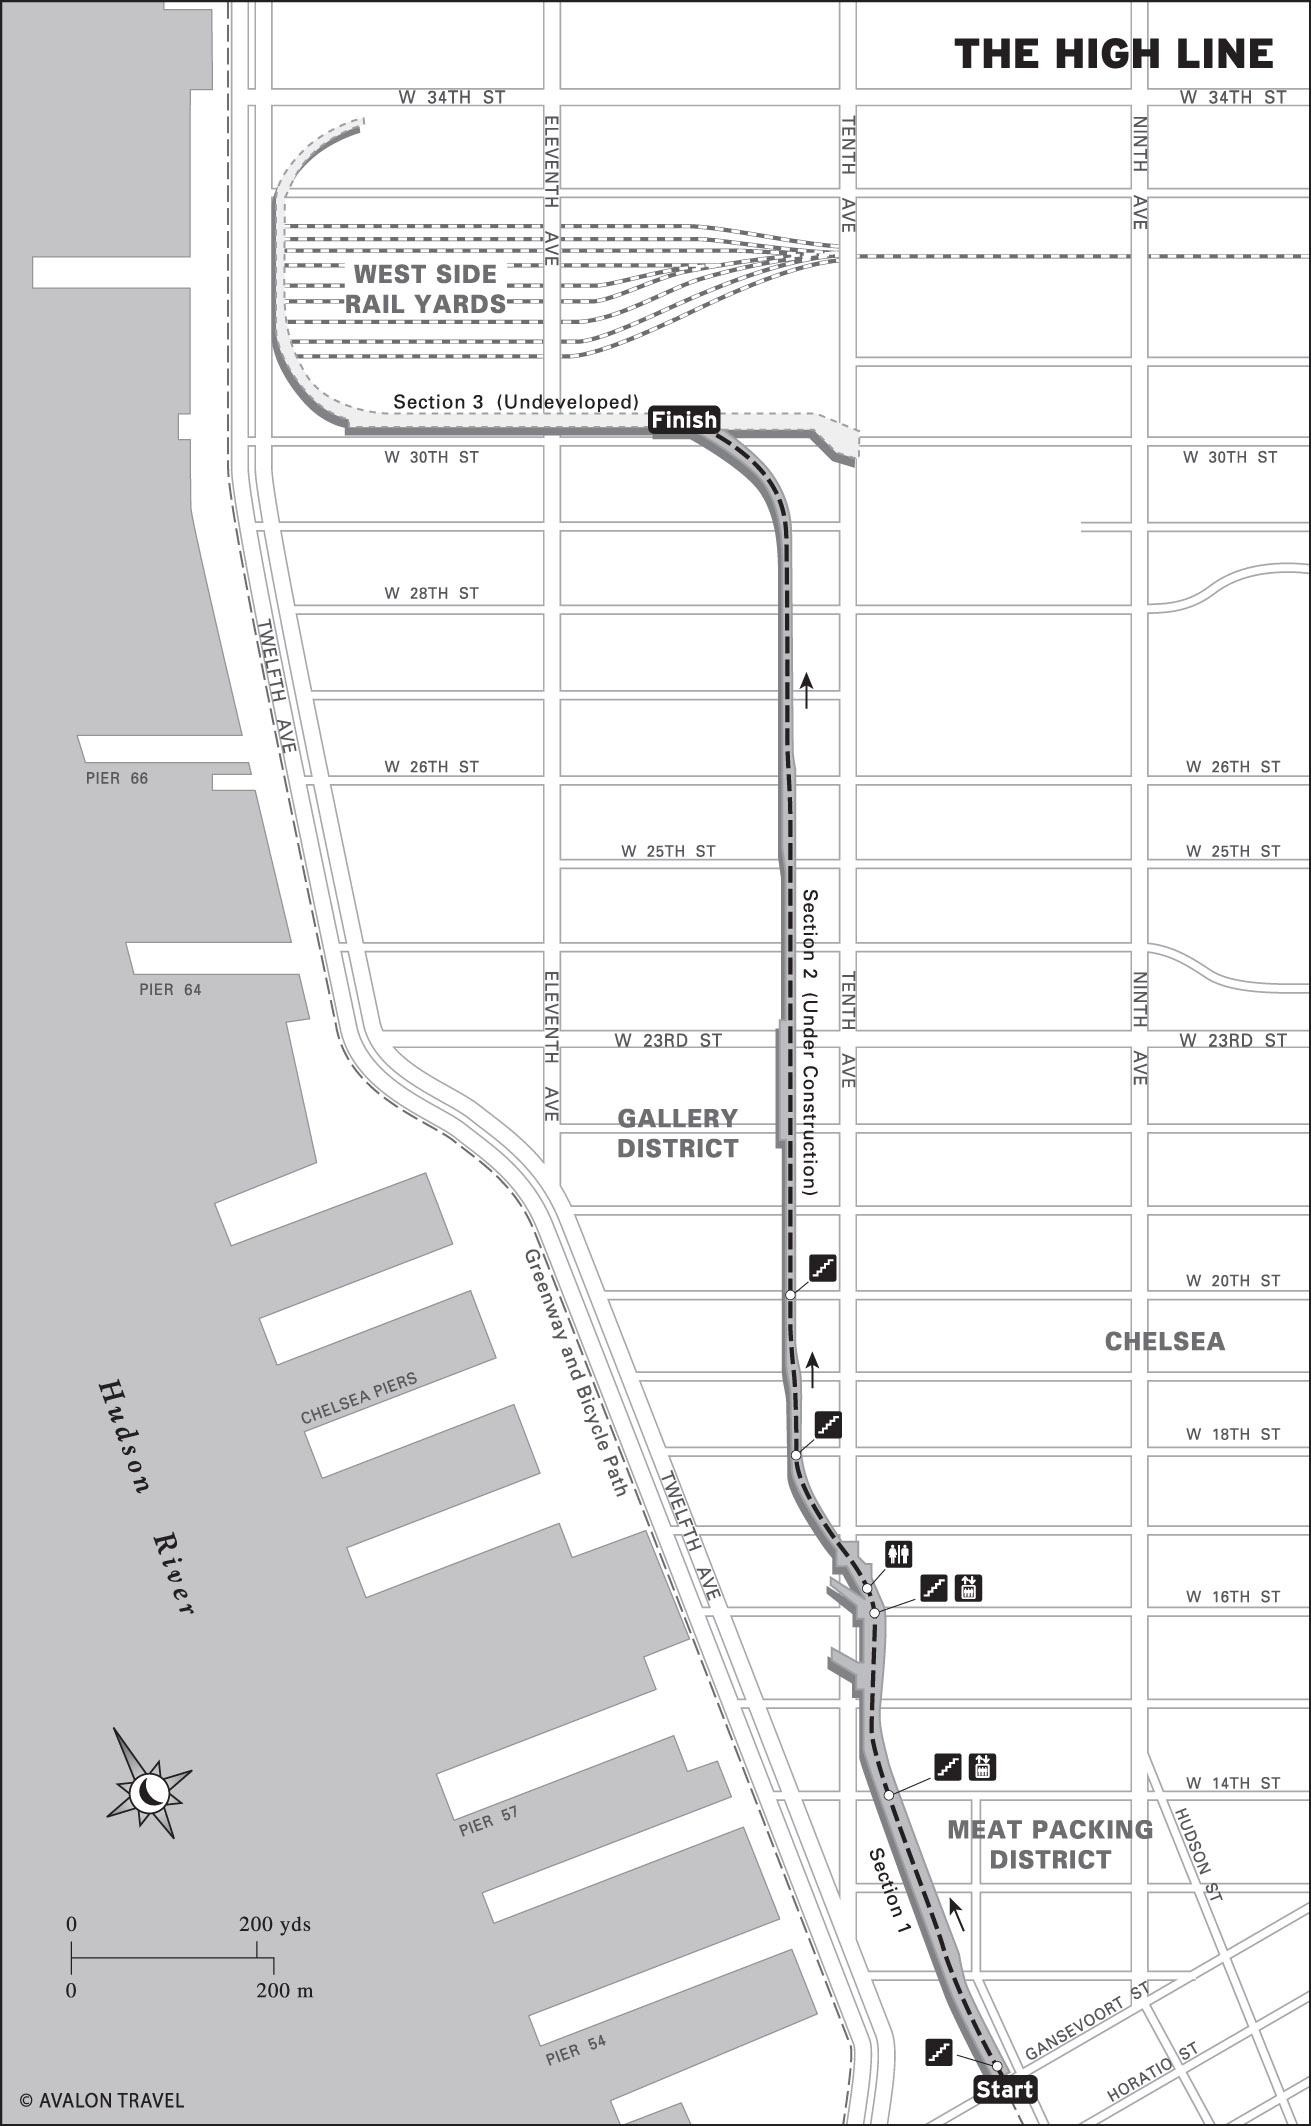 THE HIGH LINE
W 34TH ST
W 34TH ST
ELEVENTH AVE
TENTH AVE
NINTH AVE
WEST SIDE
RAIL YARDS
Section 3 (Undeveloped)
Finish
W 30TH ST
W 30TH ST
W 28TH ST
TWELFTH AVE
W 26TH ST
W 26TH ST
PIER 66
W 25TH ST
W 25TH ST
Section 2 (Under Construction)
PIER 64
ELEVENTH AVE
TENTH AVE
NINTH AVE
W 23RD ST
W 23RD ST
GALLERY
DISTRICT
Greenway and Bicycle Path
W 20TH ST
CHELSEA
CHELSEA PIERS
Hudson River
W 18TH ST
TWELFTH AVE
W 16TH ST
W 14TH ST
PIER 57
MEAT PACKING
DISTRICT
HUDSON ST
Section 1
0 200 yds
0 200 m
GANSEVOORT ST
HORATIO ST
PIER 54
Start
© AVALON TRAVEL